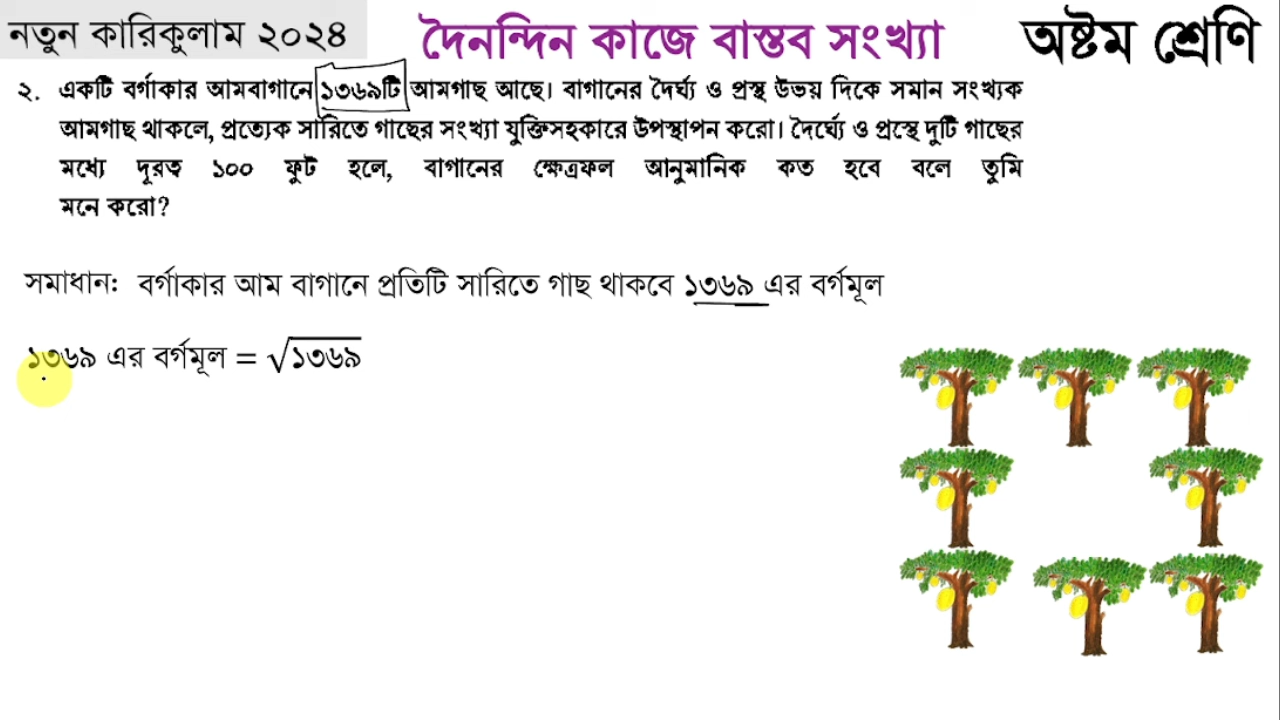 নতুন কারিকুলাম ২০২৪
দৈনন্দিন কাজে বাস্তব সংখ্যা
অষ্টম শ্রেণি
২. একটি বর্গাকার আমবাগানে ১৩৬৯টি আমগাছ আছে। বাগানের দৈর্ঘ্য ও প্রস্থ উভয় দিকে সমান সংখ্যক
আমগাছ থাকলে, প্রত্যেক সারিতে গাছের সংখ্যা যুক্তিসহকারে উপস্থাপন করো। দৈর্ঘ্যে ও প্রস্থে দুটি গাছের
মধ্যে দূরত্ব ১০০ ফুট হলে, বাগানের ক্ষেত্রফল আনুমানিক কত হবে বলে তুমি
মনে করো?
সমাধান: বর্গাকার আম বাগানে প্রতিটি সারিতে গাছ থাকবে ১৩৬৯ এর বর্গমূল
১৩৬৯ এর বর্গমূল = √১৩৬৯